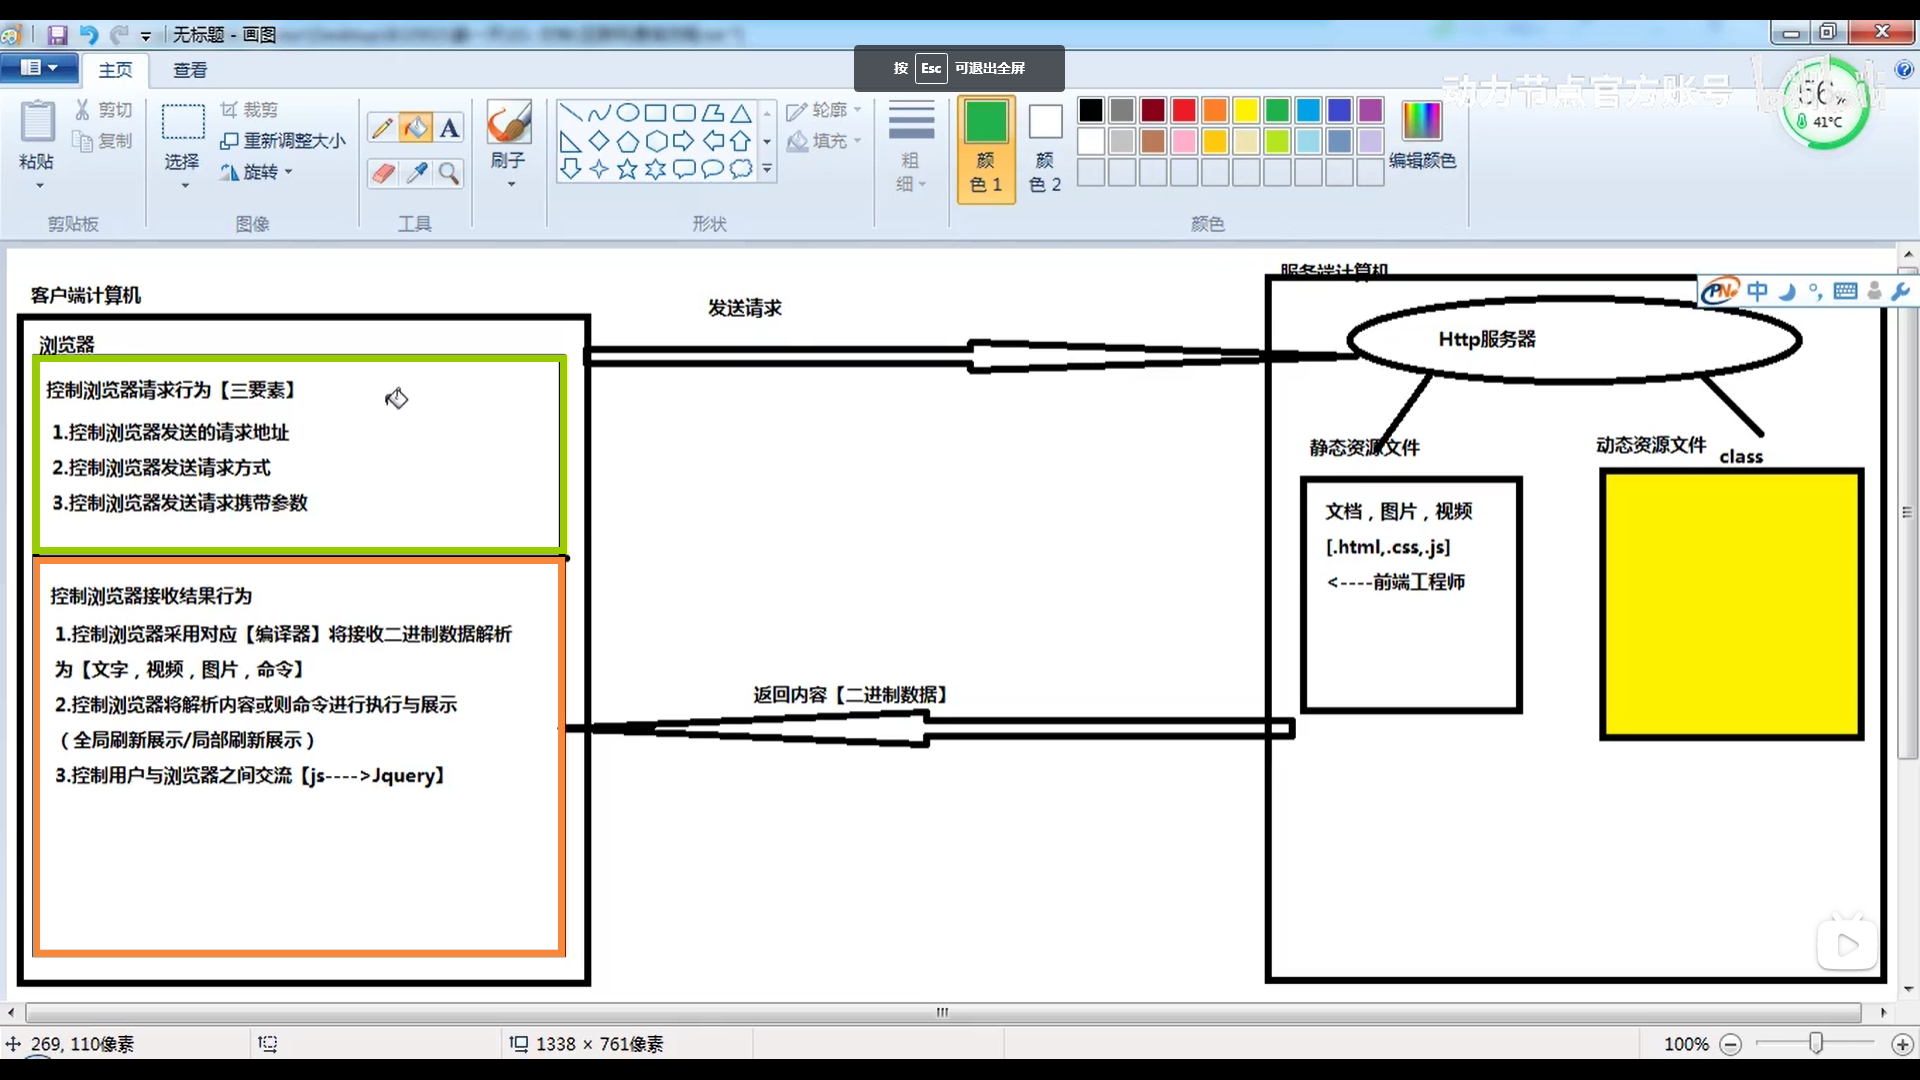 无标题 - 画图
按 Esc 可退出全屏
主页
查看
动力节点官方账号
56%
41°C
粘贴
剪切
复制
剪贴板
选择
裁剪
重新调整大小
旋转
图像
A
工具
刷子
轮廓
填充
形状
粗
细
颜
色 1
颜
色 2
编辑颜色
颜色
中
客户端计算机
浏览器
控制浏览器请求行为【三要素】
1.控制浏览器发送的请求地址
2.控制浏览器发送请求方式
3.控制浏览器发送请求携带参数
控制浏览器接收结果行为
1.控制浏览器采用对应【编译器】将接收二进制数据解析
为【文字，视频，图片，命令】
2.控制浏览器将解析内容或则命令进行执行与展示
（全局刷新展示/局部刷新展示）
3.控制用户与浏览器之间交流【js---->Jquery】
发送请求
返回内容【二进制数据】
服务端计算机
Http服务器
静态资源文件
文档，图片，视频
[.html,.css,.js]
<----前端工程师
动态资源文件
class
269, 110像素
1338 × 761像素
100%